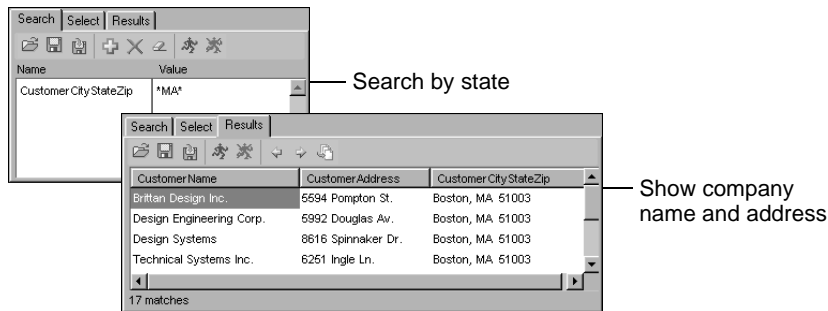 Search Select Results
Name Value
CustomerCityStateZip *MA*
Search by state
Search Select Results
CustomerName CustomerAddress CustomerCityStateZip
Brittan Design Inc. 5594 Pompton St. Boston, MA 51003
Design Engineering Corp. 5992 Douglas Av. Boston, MA 51003
Design Systems 8616 Spinnaker Dr. Boston, MA 51003
Technical Systems Inc. 6251 Ingle Ln. Boston, MA 51003
17 matches
Show company
name and address